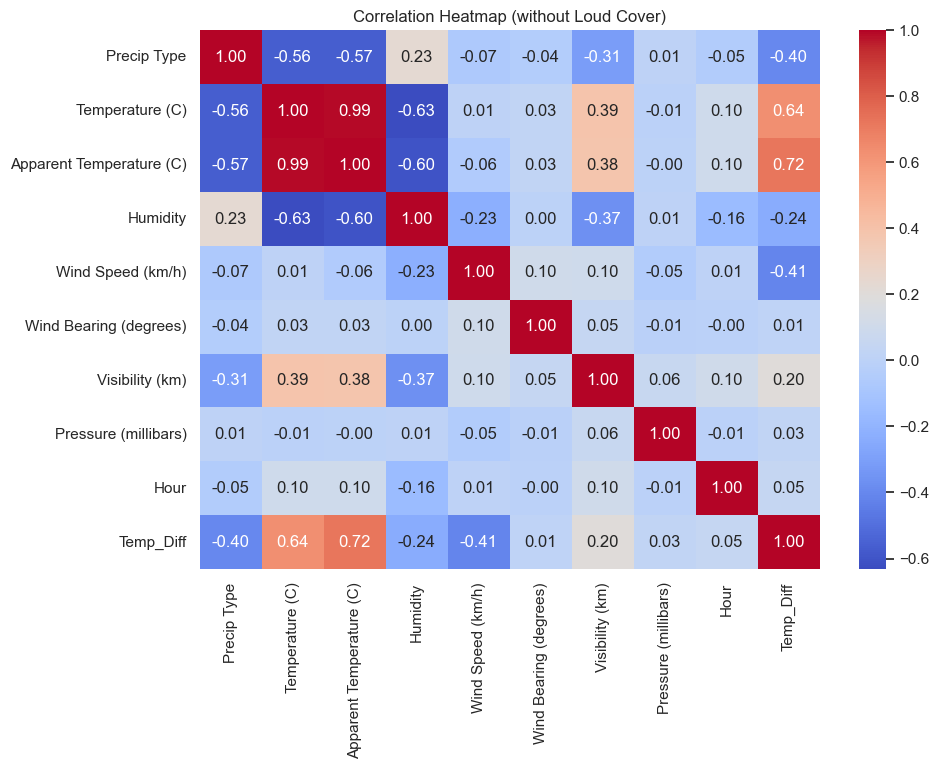 Correlation Heatmap (without Loud Cover)
Precip Type 1.00 -0.56 -0.57 0.23 -0.07 -0.04 -0.31 0.01 -0.05 -0.40
Temperature (C) -0.56 1.00 0.99 -0.63 0.01 0.03 0.39 -0.01 0.10 0.64
Apparent Temperature (C) -0.57 0.99 1.00 -0.60 -0.06 0.03 0.38 -0.00 0.10 0.72
Humidity 0.23 -0.63 -0.60 1.00 -0.23 0.00 -0.37 0.01 -0.16 -0.24
Wind Speed (km/h) -0.07 0.01 -0.06 -0.23 1.00 0.10 0.10 -0.05 0.01 -0.41
Wind Bearing (degrees) -0.04 0.03 0.03 0.00 0.10 1.00 0.05 -0.01 -0.00 0.01
Visibility (km) -0.31 0.39 0.38 -0.37 0.10 0.05 1.00 0.06 0.10 0.20
Pressure (millibars) 0.01 -0.01 -0.00 0.01 -0.05 -0.01 0.06 1.00 -0.01 0.03
Hour -0.05 0.10 0.10 -0.16 0.01 -0.00 0.10 -0.01 1.00 0.05
Temp_Diff -0.40 0.64 0.72 -0.24 -0.41 0.01 0.20 0.03 0.05 1.00
Precip Type
Temperature (C)
Apparent Temperature (C)
Humidity
Wind Speed (km/h)
Wind Bearing (degrees)
Visibility (km)
Pressure (millibars)
Hour
Temp_Diff
1.0
0.8
0.6
0.4
0.2
0.0
−0.2
−0.4
−0.6